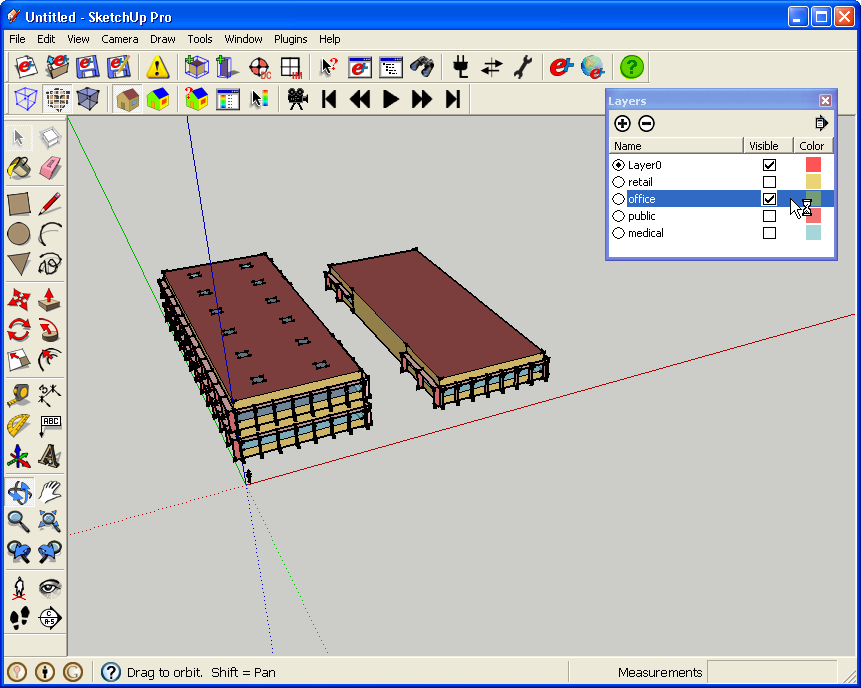 Untitled - SketchUp Pro
File Edit View Camera Draw Tools Window Plugins Help
Layers
Name Visible Color
Layer0
retail
office
public
medical
ABC
Drag to orbit. Shift = Pan
Measurements